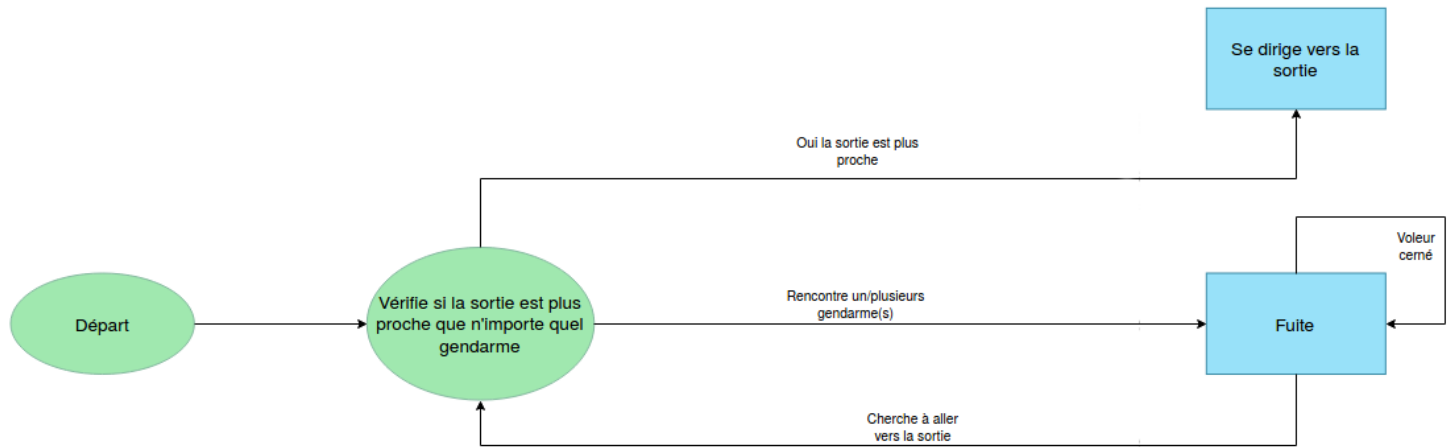 Se dirige vers la
sortie
Oui la sortie est plus
proche
Voleur
cerné
Départ
Vérifie si la sortie est plus
proche que n'importe quel
gendarme
Rencontre un/plusieurs
gendarme(s)
Fuite
Cherche à aller
vers la sortie